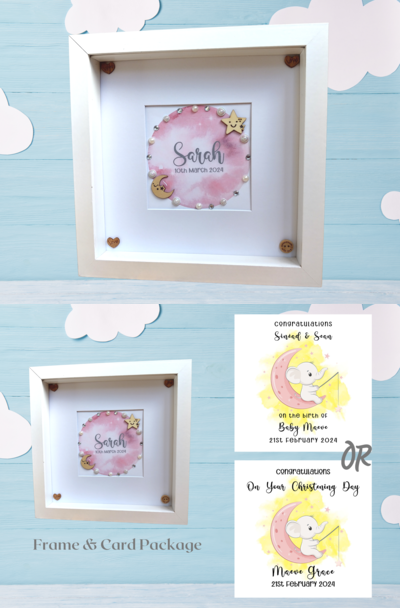 Sarah
10th March 2024
Sarah
10th March 2024
Frame & Card Package
Congratulations
Sinead & Sean
on the birth of
Baby Maeve
21st February 2024
OR
Congratulations
On Your Christening Day
Maeve Grace
21st February 2024